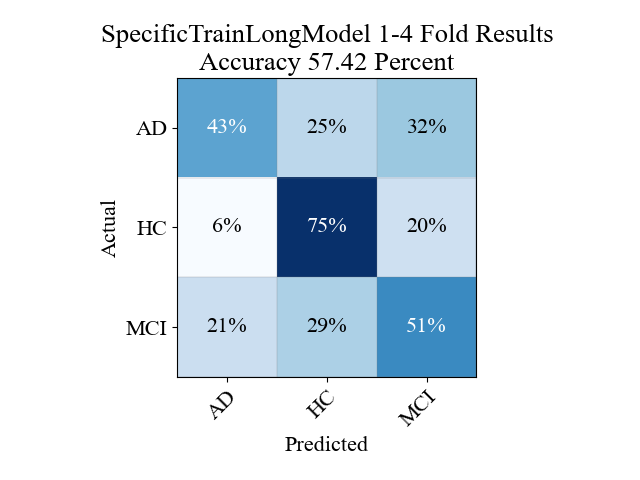 SpecificTrainLongModel 1-4 Fold Results
Accuracy 57.42 Percent
AD 43% 25% 32%
Actual
HC 6% 75% 20%
MCI 21% 29% 51%
AD HC MCI
Predicted